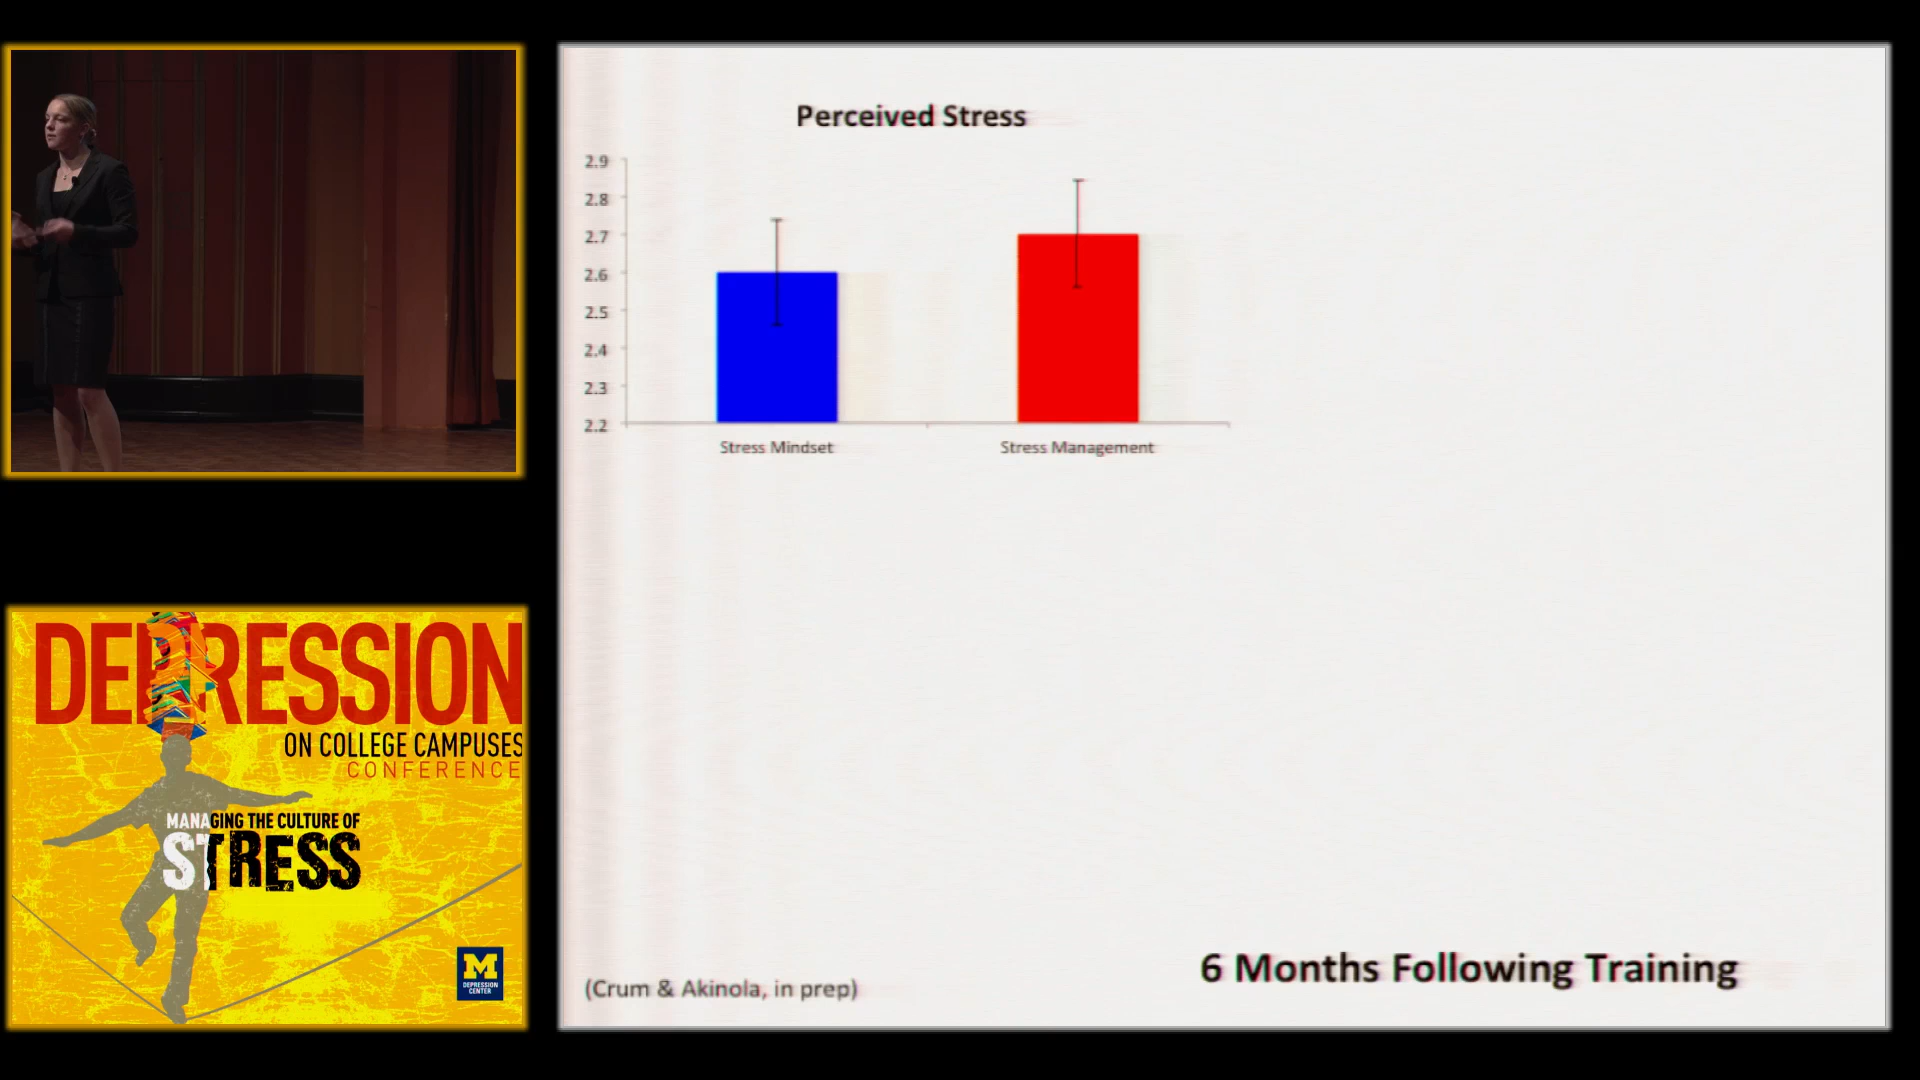 Perceived Stress
2.9
2.8
2.7
2.6
2.5
2.4
2.3
2.2
Stress Mindset
Stress Management
(Crum & Akinola, in prep)
6 Months Following Training
DEPRESSION
ON COLLEGE CAMPUSES
CONFERENCE
MANAGING THE CULTURE OF
STRESS
M
DEPRESSION
CENTER